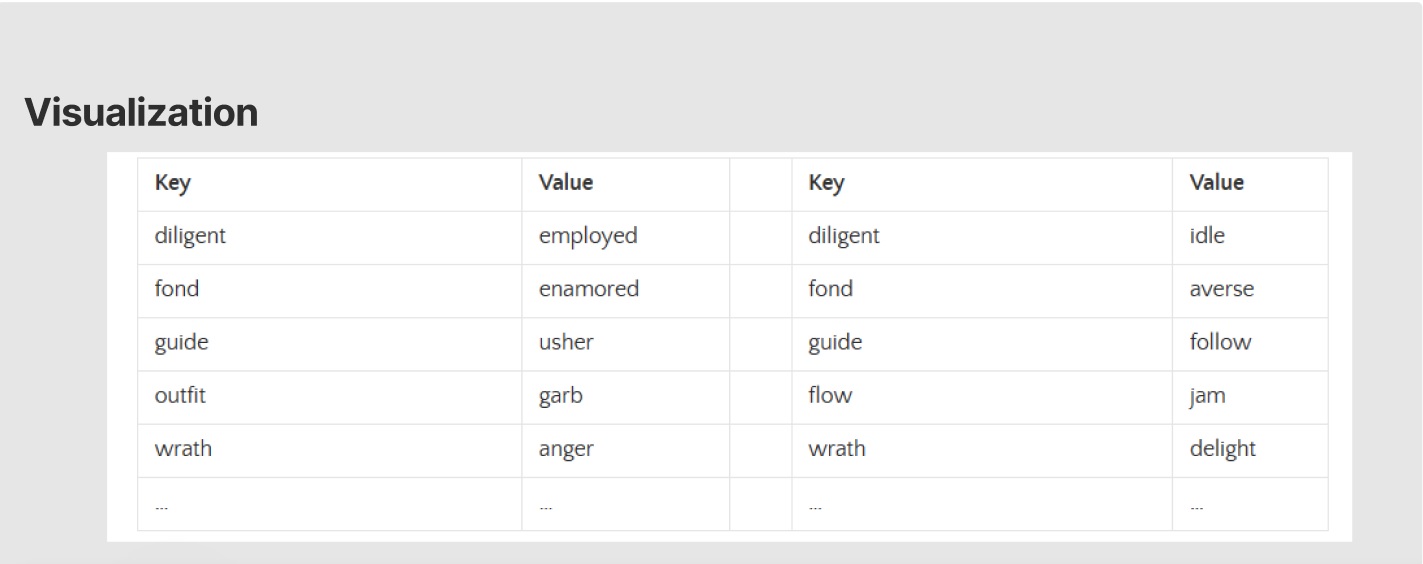 Visualization
Key Value Key Value
diligent employed diligent idle
fond enamored fond averse
guide usher guide follow
outfit garb flow jam
wrath anger wrath delight
... ... ... ...